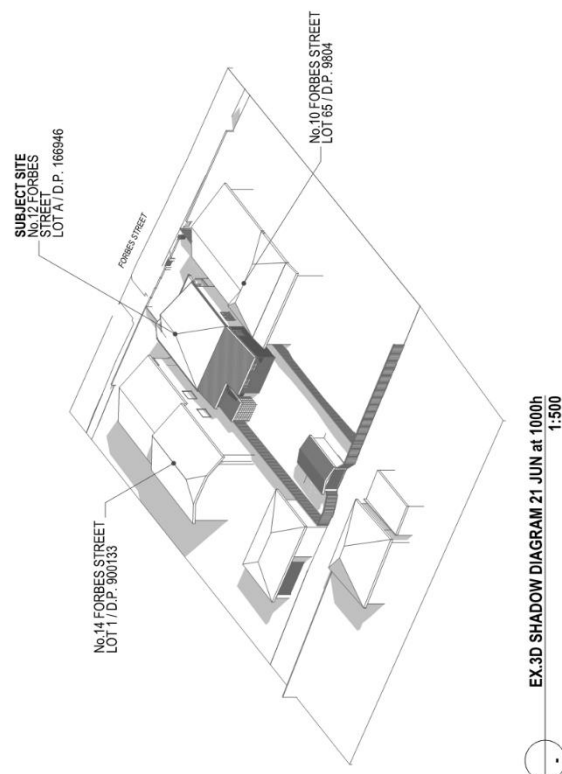 SUBJECT SITE
No.12 FORBES
STREET
LOT A / D.P. 166946
FORBES STREET
No.10 FORBES STREET
LOT 65 / D.P. 9804
No.14 FORBES STREET
LOT 1 / D.P. 900133
EX.3D SHADOW DIAGRAM 21 JUN at 1000h
1:500
-